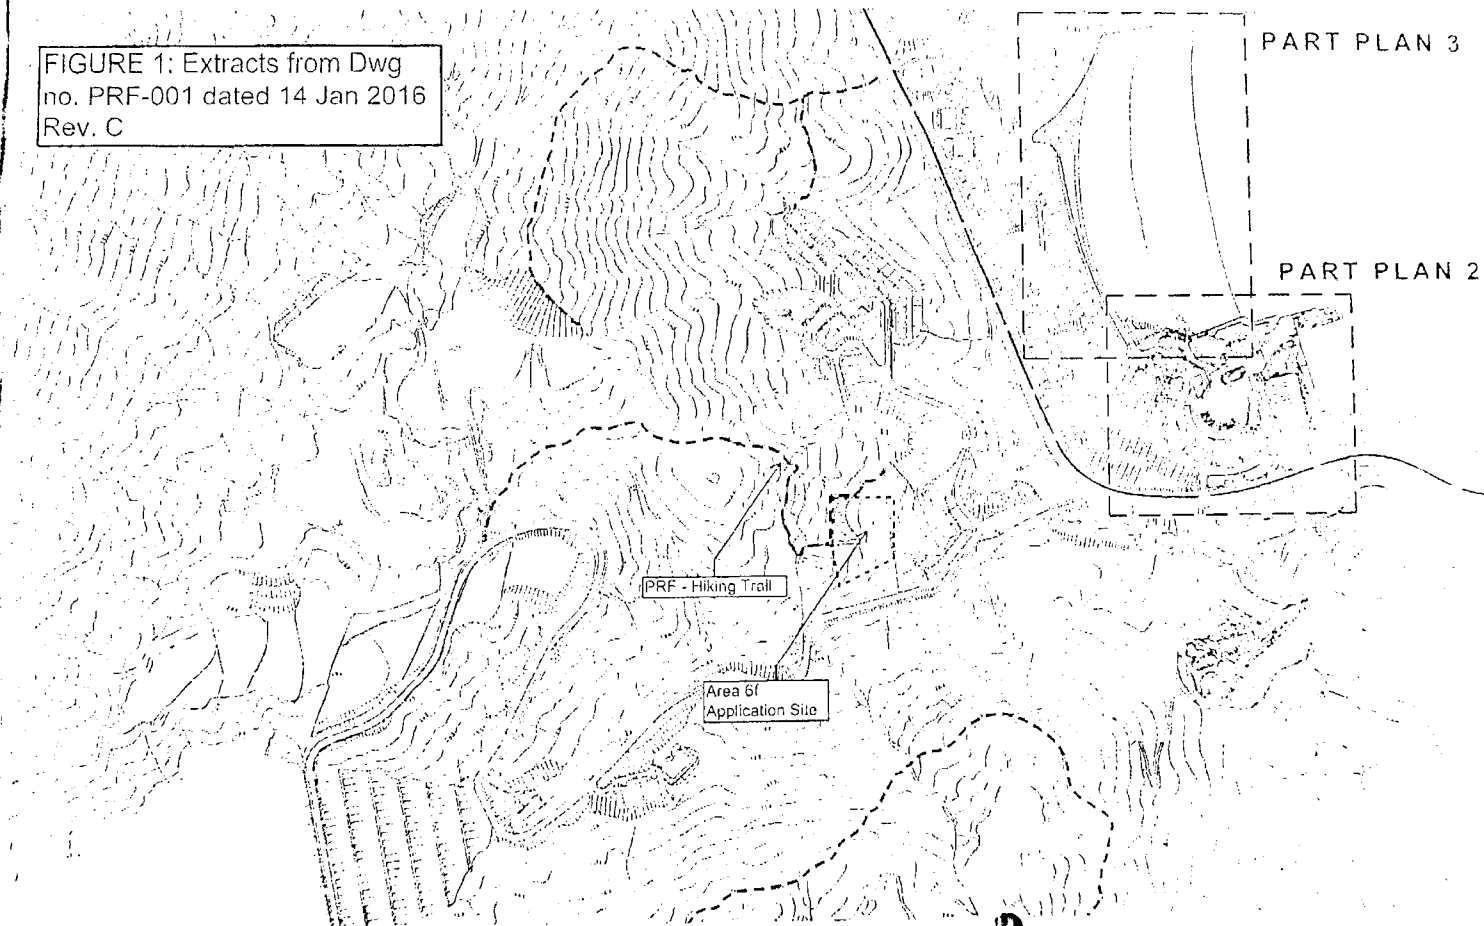 FIGURE 1: Extracts from Dwg
no. PRF-001 dated 14 Jan 2016
Rev. C
PART PLAN 3
PART PLAN 2
PRF - Hiking Trail
Area 6f
Application Site